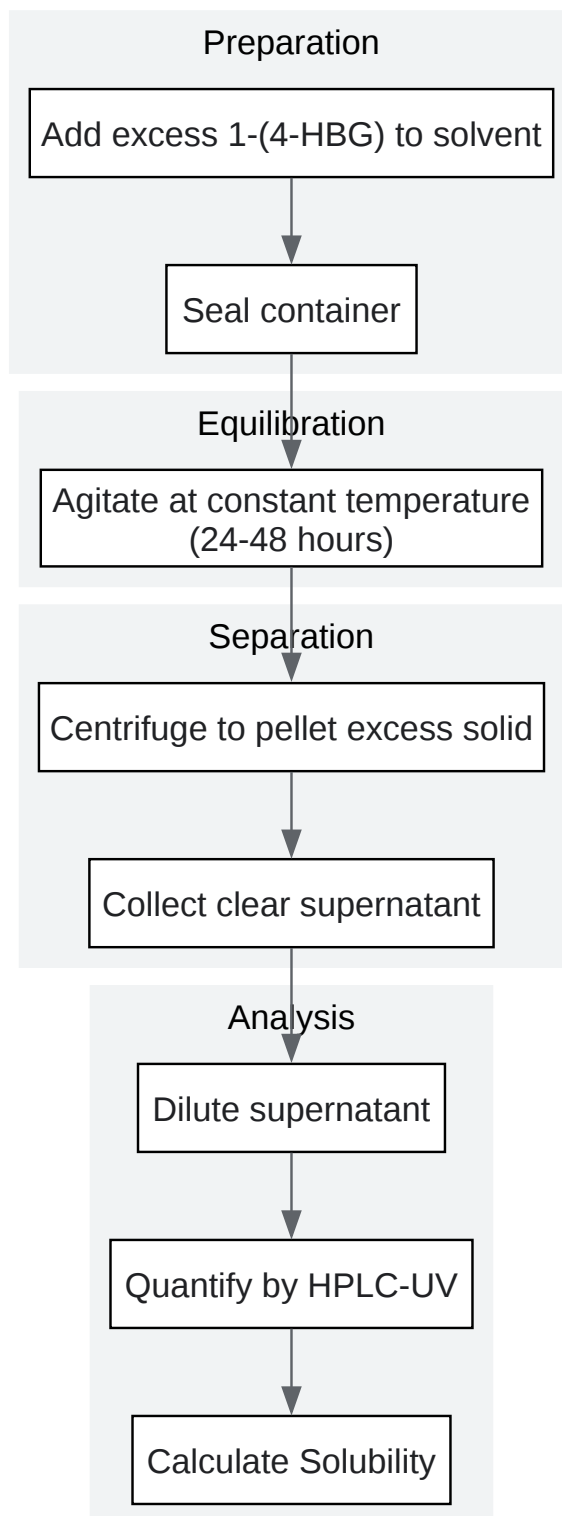 Preparation
Add excess 1-(4-HBG) to solvent
Seal container
Equilibration
Agitate at constant temperature
(24-48 hours)
Separation
Centrifuge to pellet excess solid
Collect clear supernatant
Analysis
Dilute supernatant
Quantify by HPLC-UV
Calculate Solubility